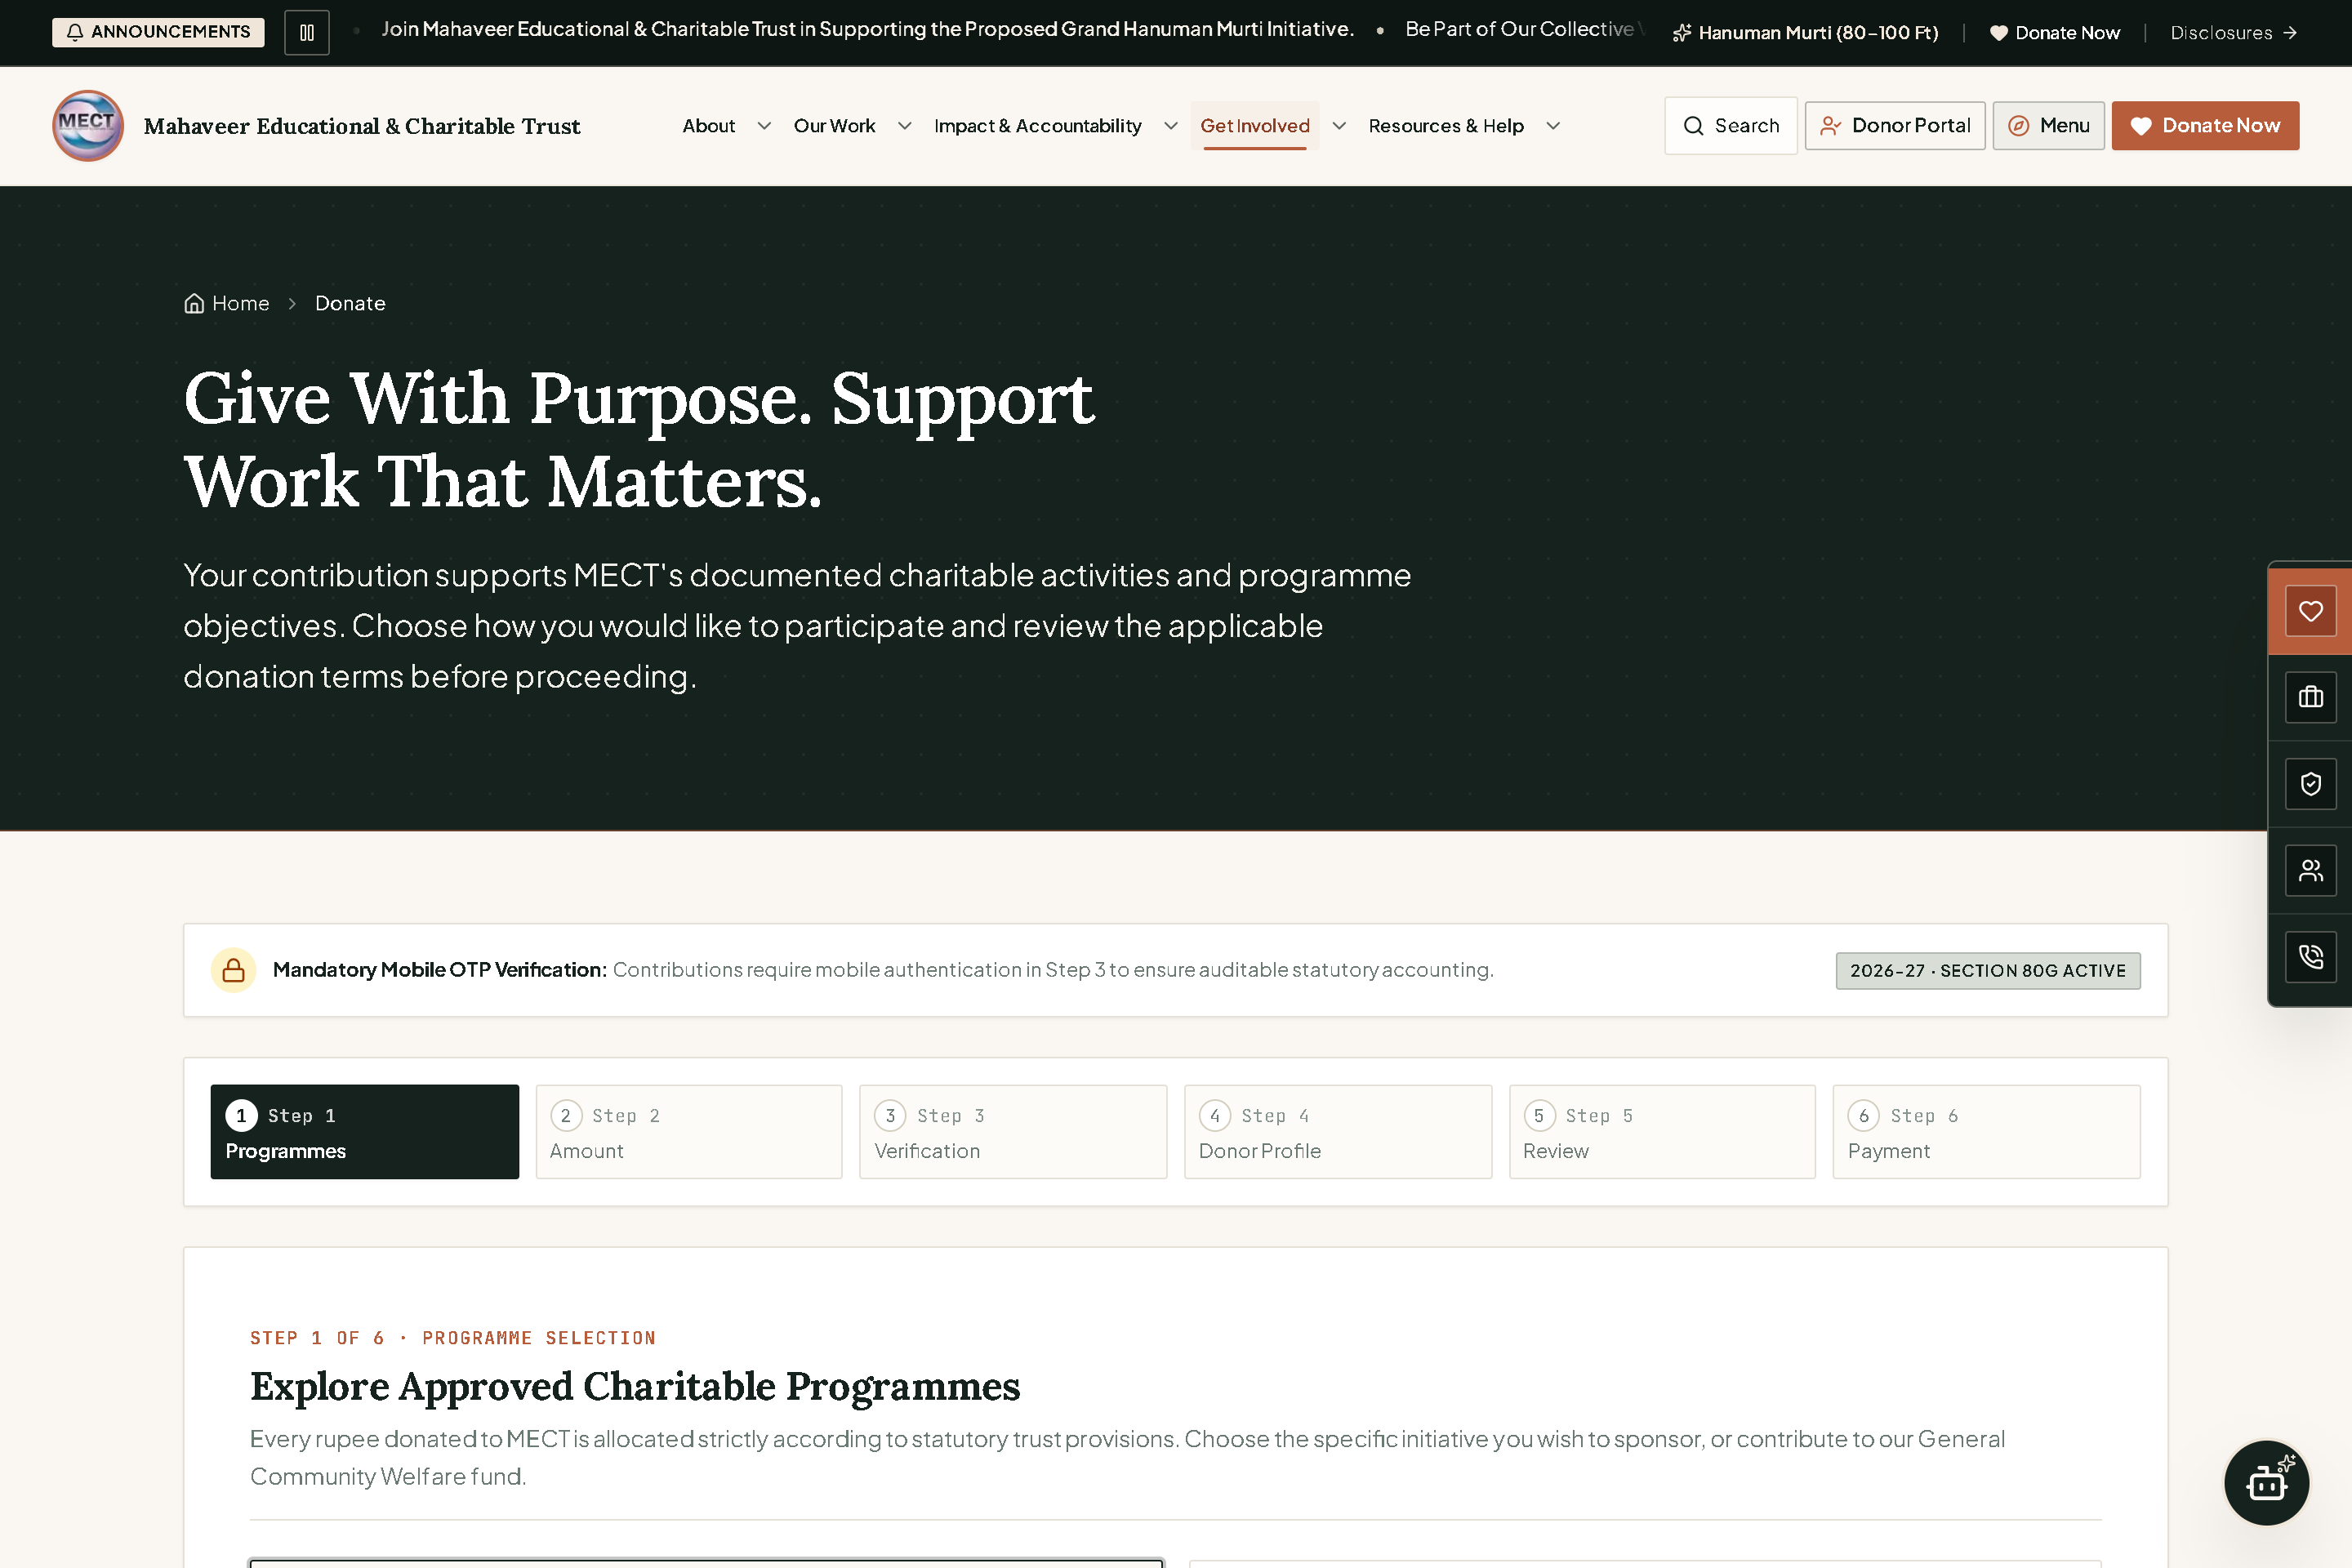 ANNOUNCEMENTS
Join Mahaveer Educational & Charitable Trust in Supporting the Proposed Grand Hanuman Murti Initiative. • Be Part of Our Collective
Hanuman Murti (80–100 Ft)
Donate Now
Disclosures →
MECT
Mahaveer Educational & Charitable Trust
About
Our Work
Impact & Accountability
Get Involved
Resources & Help
Search
Donor Portal
Menu
Donate Now
Home > Donate
Give With Purpose. Support
Work That Matters.
Your contribution supports MECT's documented charitable activities and programme
objectives. Choose how you would like to participate and review the applicable
donation terms before proceeding.
Mandatory Mobile OTP Verification: Contributions require mobile authentication in Step 3 to ensure auditable statutory accounting.
2026-27 · SECTION 80G ACTIVE
1 Step 1
Programmes
2 Step 2
Amount
3 Step 3
Verification
4 Step 4
Donor Profile
5 Step 5
Review
6 Step 6
Payment
STEP 1 OF 6 · PROGRAMME SELECTION
Explore Approved Charitable Programmes
Every rupee donated to MECT is allocated strictly according to statutory trust provisions. Choose the specific initiative you wish to sponsor, or contribute to our General
Community Welfare fund.